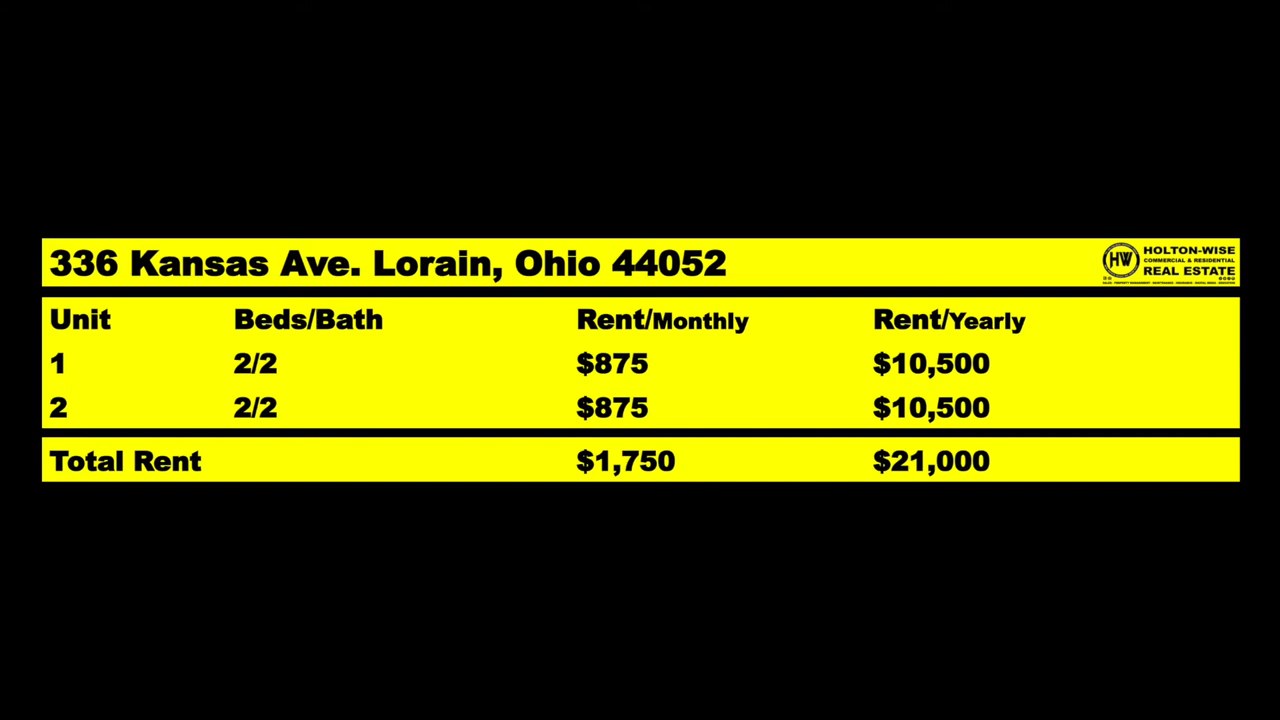 336 Kansas Ave. Lorain, Ohio 44052
HW
HOLTON-WISE
COMMERCIAL & RESIDENTIAL
REAL ESTATE
Unit Beds/Bath Rent/Monthly Rent/Yearly
1 2/2 $875 $10,500
2 2/2 $875 $10,500
Total Rent $1,750 $21,000